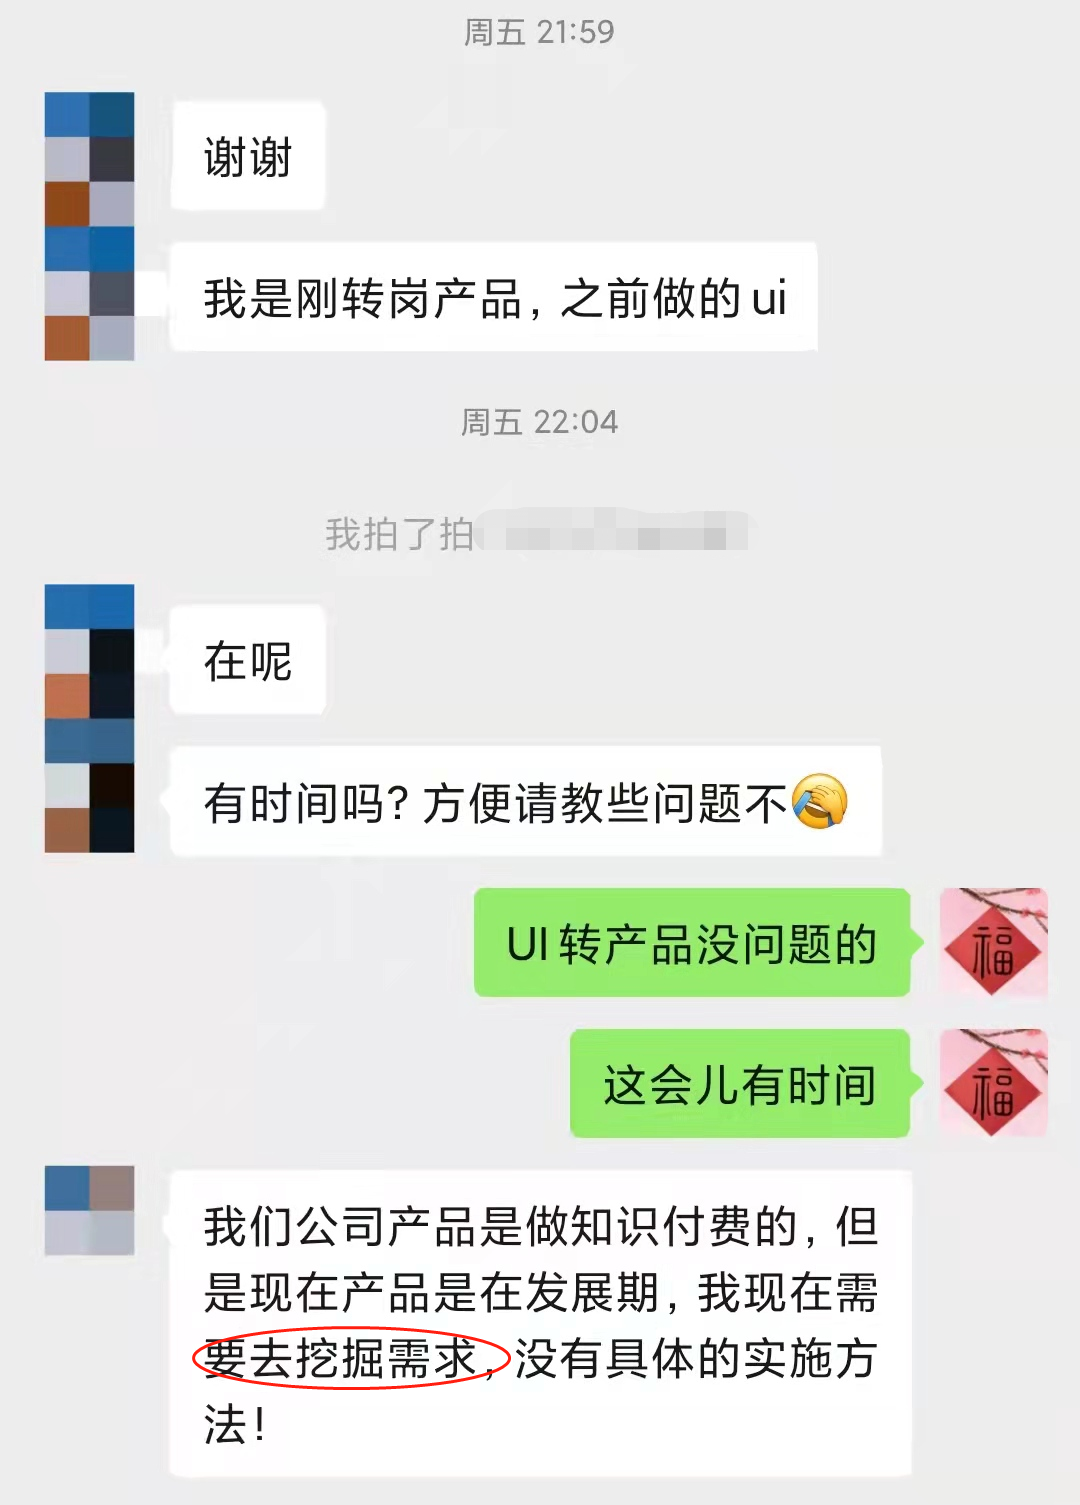 周五 21:59
谢谢
我是刚转岗产品，之前做的ui
周五 22:04
我拍了拍
在呢
有时间吗？方便请教些问题不🤦
UI转产品没问题的
福
这会儿有时间
福
我们公司产品是做知识付费的，但
是现在产品是在发展期，我现在需
要去挖掘需求，没有具体的实施方
法！